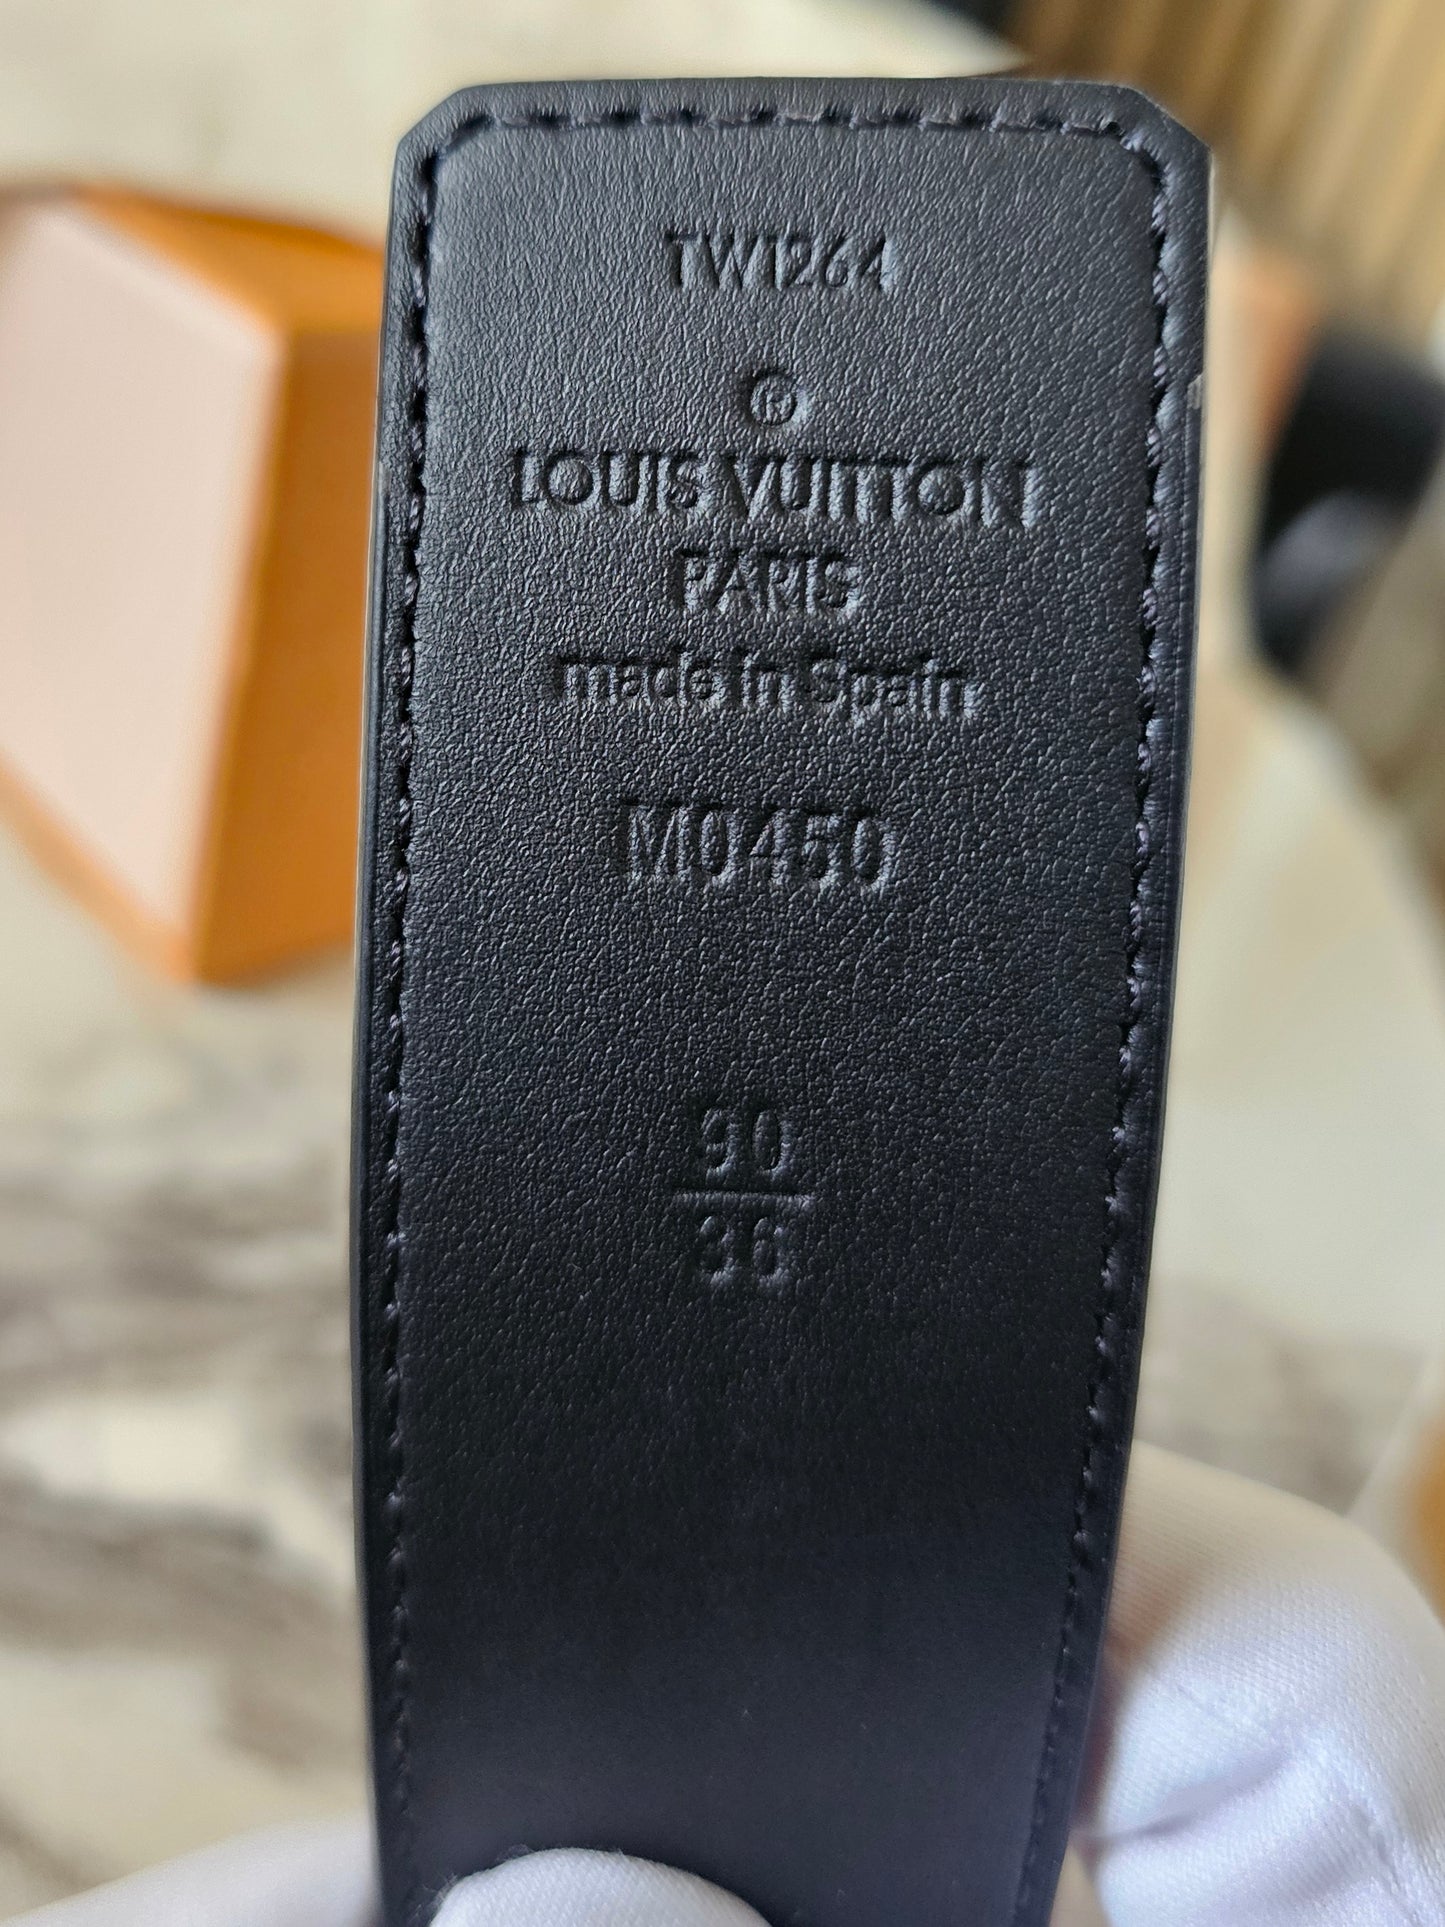 TW1264
®
LOUIS VUITTON
PARIS
made in Spain
M0450
90
36